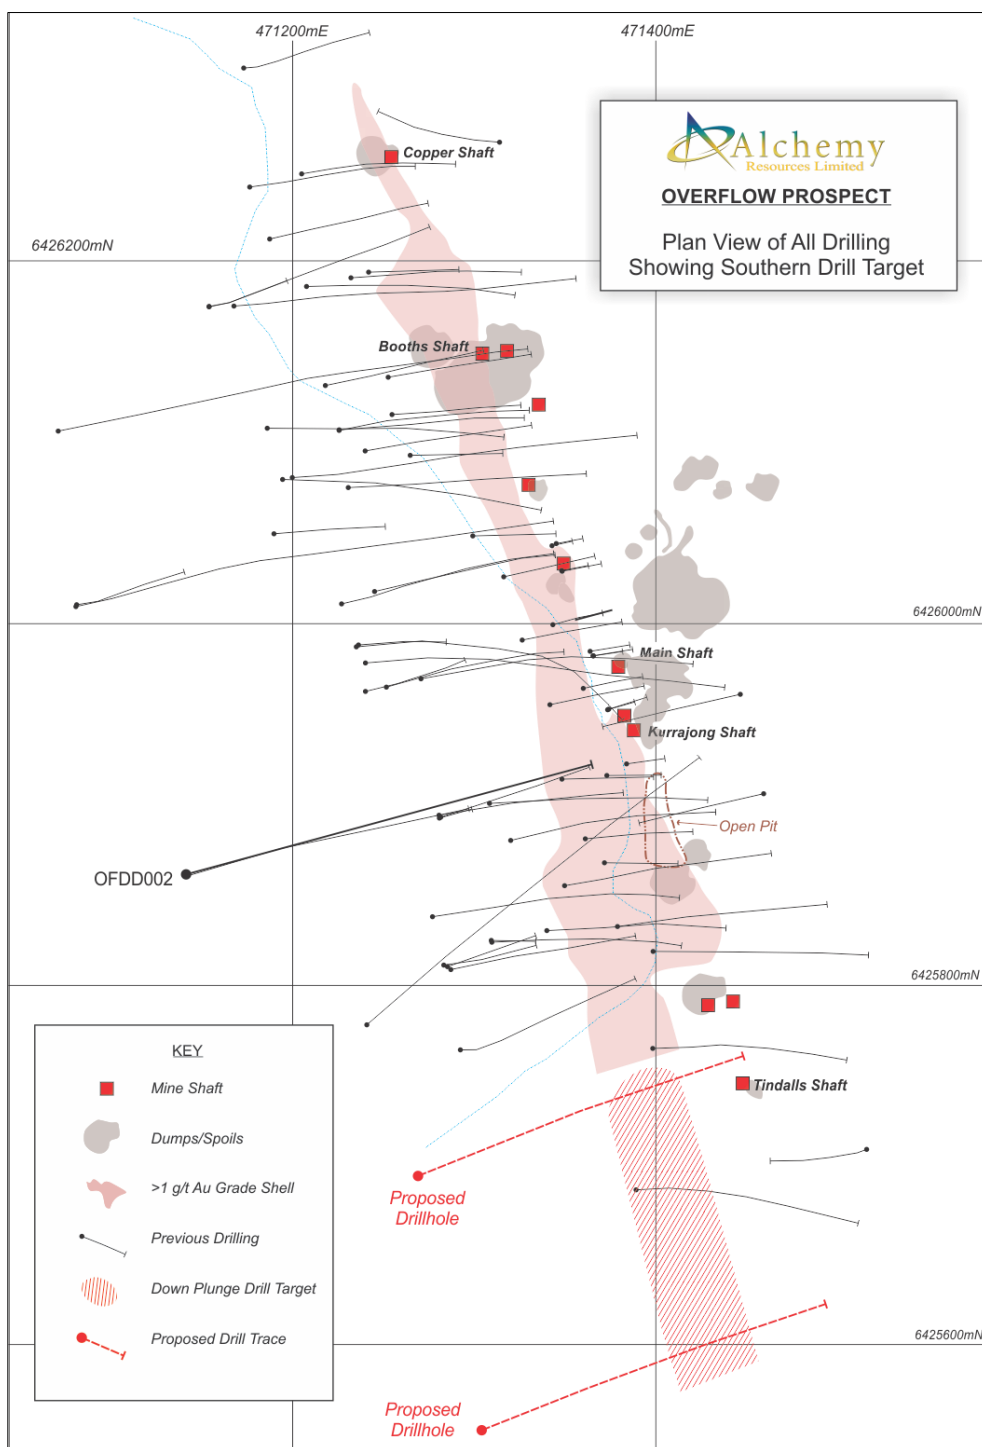 471200mE
471400mE
Alchemy
Resources Limited
OVERFLOW PROSPECT
Plan View of All Drilling
Showing Southern Drill Target
Copper Shaft
6426200mN
Booths Shaft
6426000mN
Main Shaft
Kurrajong Shaft
Open Pit
OFDD002
6425800mN
KEY
Mine Shaft
Dumps/Spoils
>1 g/t Au Grade Shell
Previous Drilling
Down Plunge Drill Target
Proposed Drill Trace
Tindalls Shaft
Proposed
Drillhole
6425600mN
Proposed
Drillhole